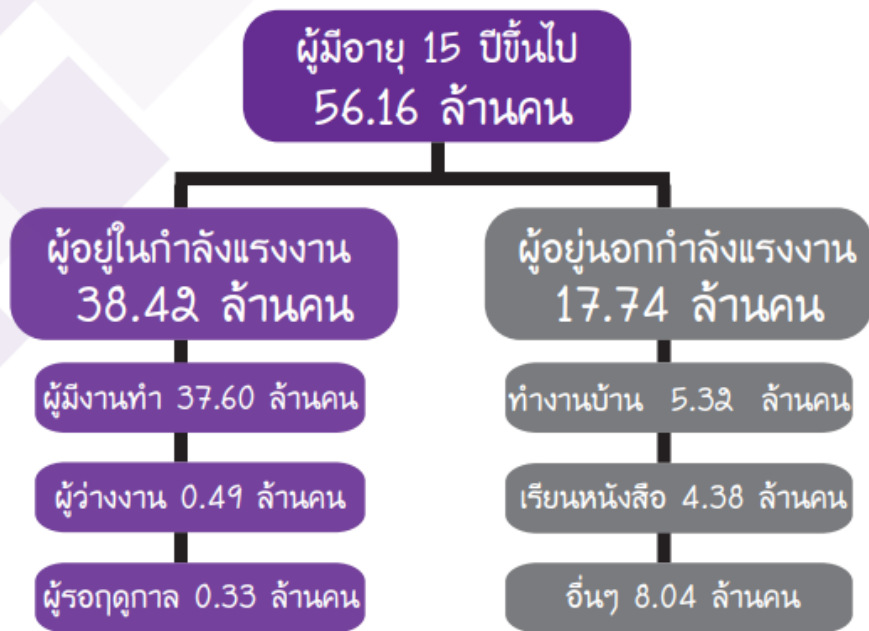 ผู้มีอายุ 15 ปีขึ้นไป
56.16 ล้านคน
ผู้อยู่ในกำลังแรงงาน
38.42 ล้านคน
ผู้มีงานทำ 37.60 ล้านคน
ผู้ว่างงาน 0.49 ล้านคน
ผู้รอฤดูกาล 0.33 ล้านคน
ผู้อยู่นอกกำลังแรงงาน
17.74 ล้านคน
ทำงานบ้าน 5.32 ล้านคน
เรียนหนังสือ 4.38 ล้านคน
อื่นๆ 8.04 ล้านคน